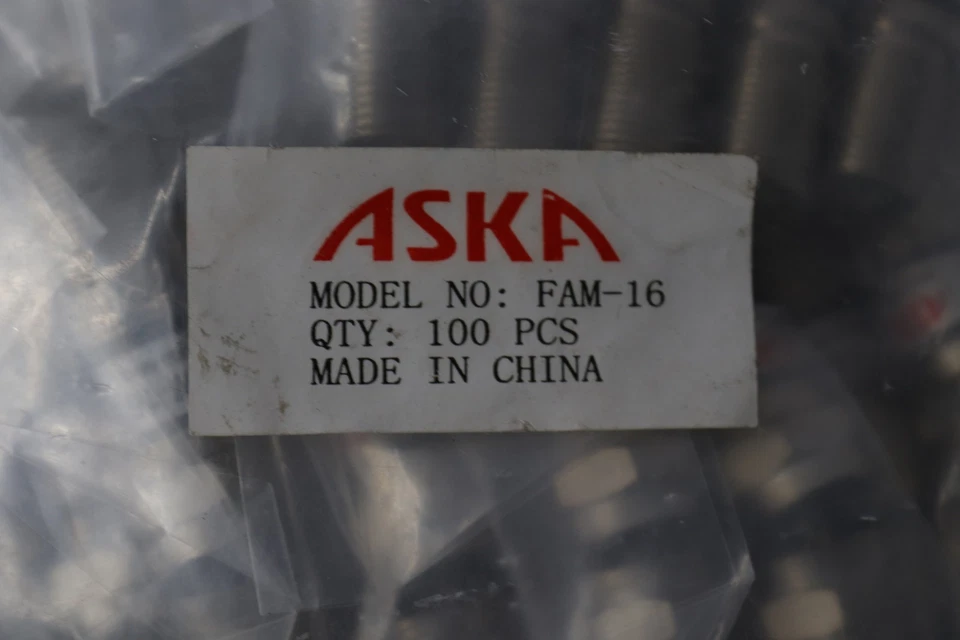 ASKA
MODEL NO: FAM-16
QTY: 100 PCS
MADE IN CHINA